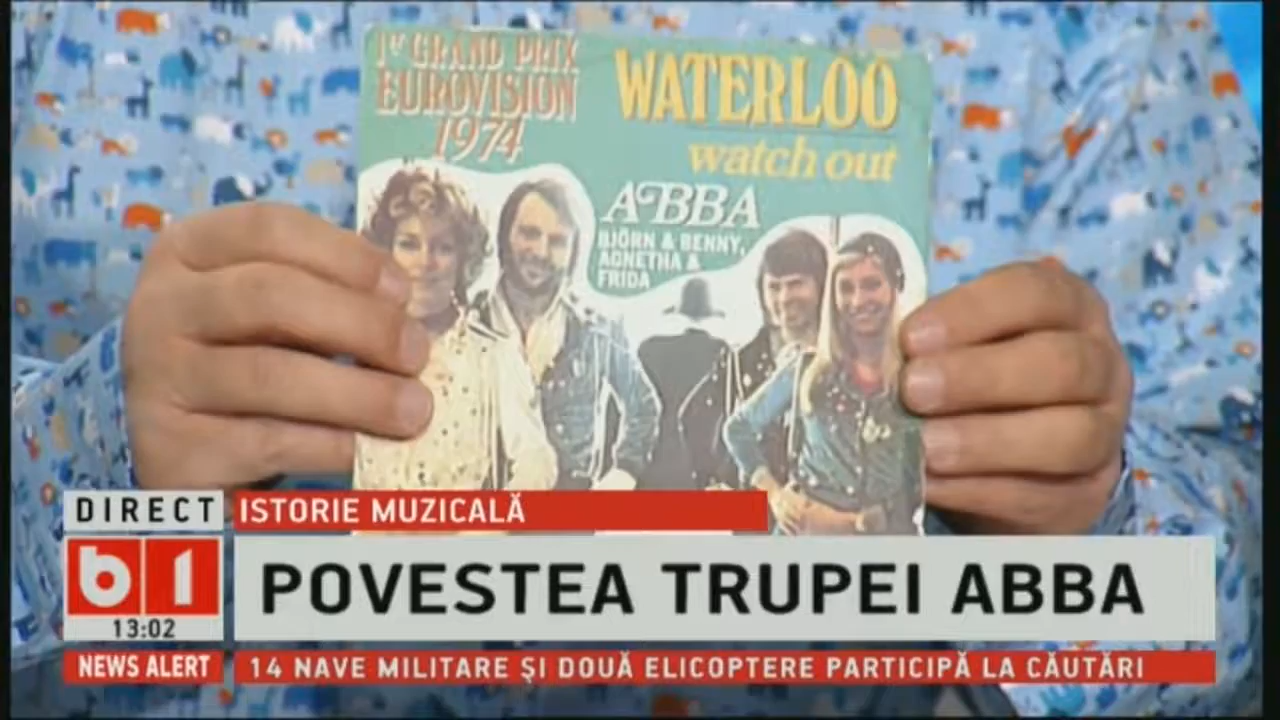 1er GRAND PRIX
EUROVISION
1974
WATERLOO
watch out
ABBA
BJÖRN & BENNY,
AGNETHA &
FRIDA
DIRECT
ISTORIE MUZICALĂ
b1
POVESTEA TRUPEI ABBA
13:02
NEWS ALERT
14 NAVE MILITARE ȘI DOUĂ ELICOPTERE PARTICIPĂ LA CĂUTĂRI